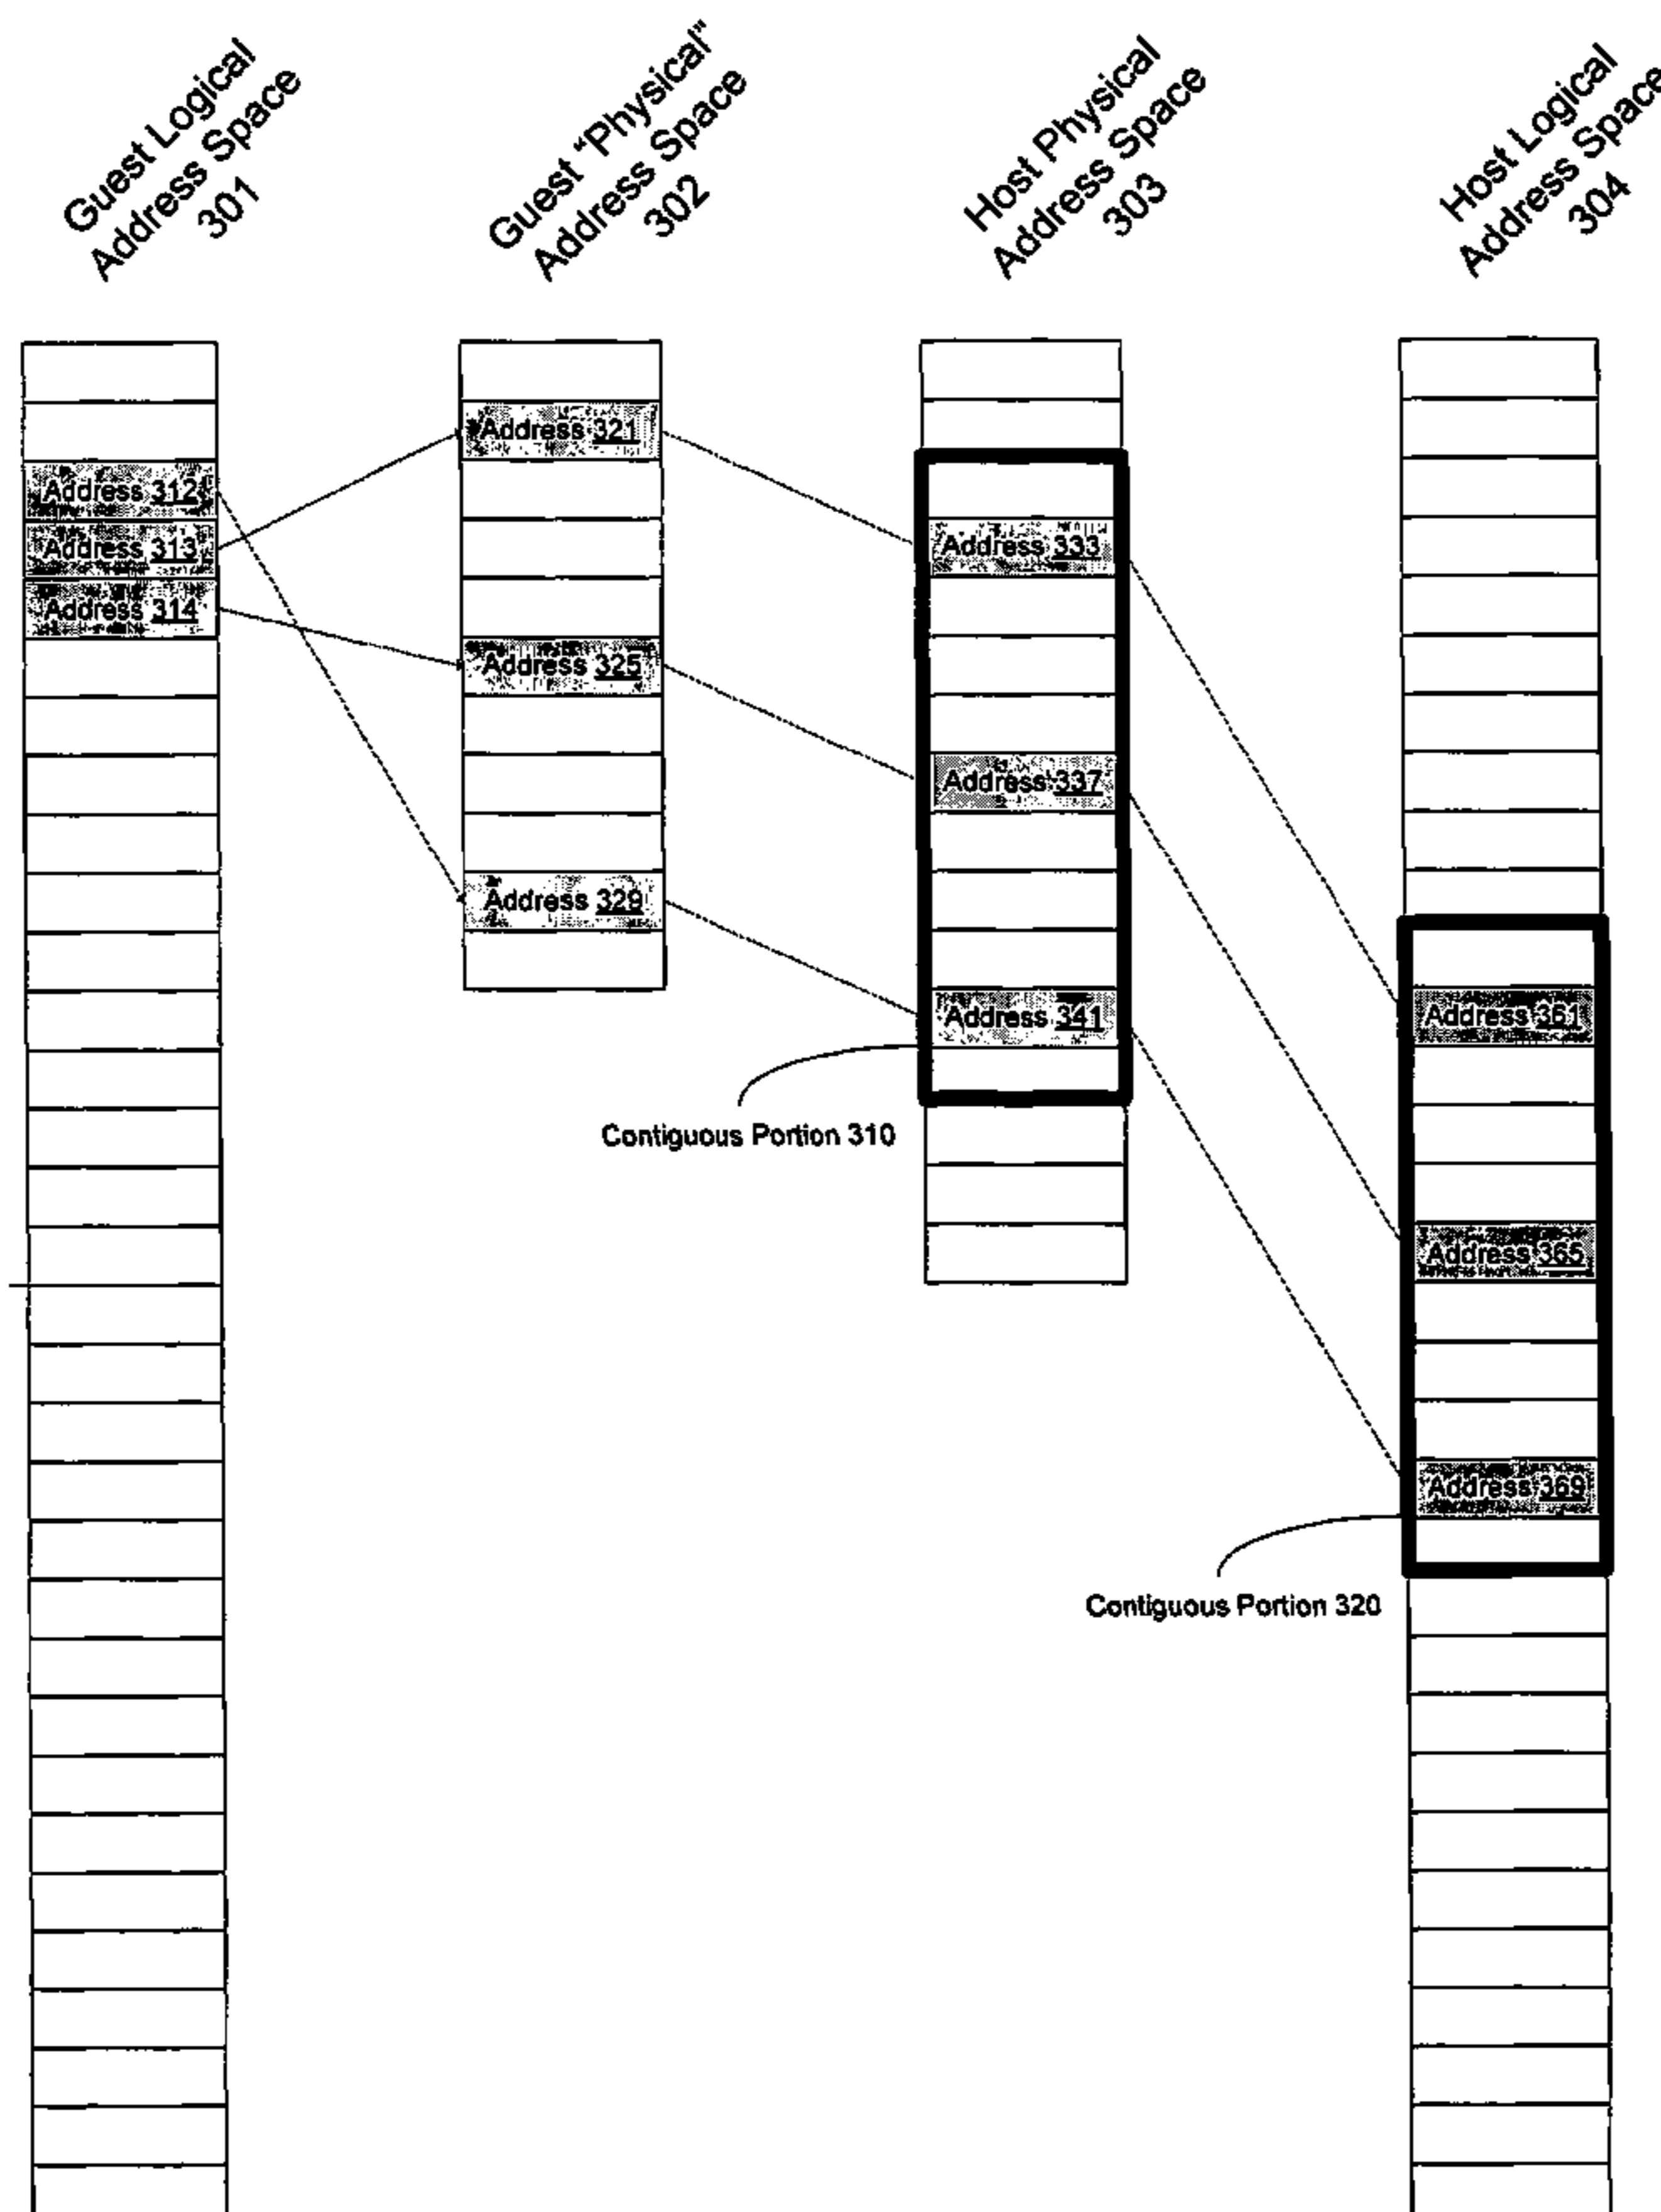 Guest Logical
Address Space
301
Guest “Physical”
Address Space
302
Host Physical
Address Space
303
Host Logical
Address Space
304
Address 312
Address 313
Address 314
Address 321
Address 325
Address 329
Address 333
Address 337
Address 341
Contiguous Portion 310
Address 361
Address 365
Address 369
Contiguous Portion 320